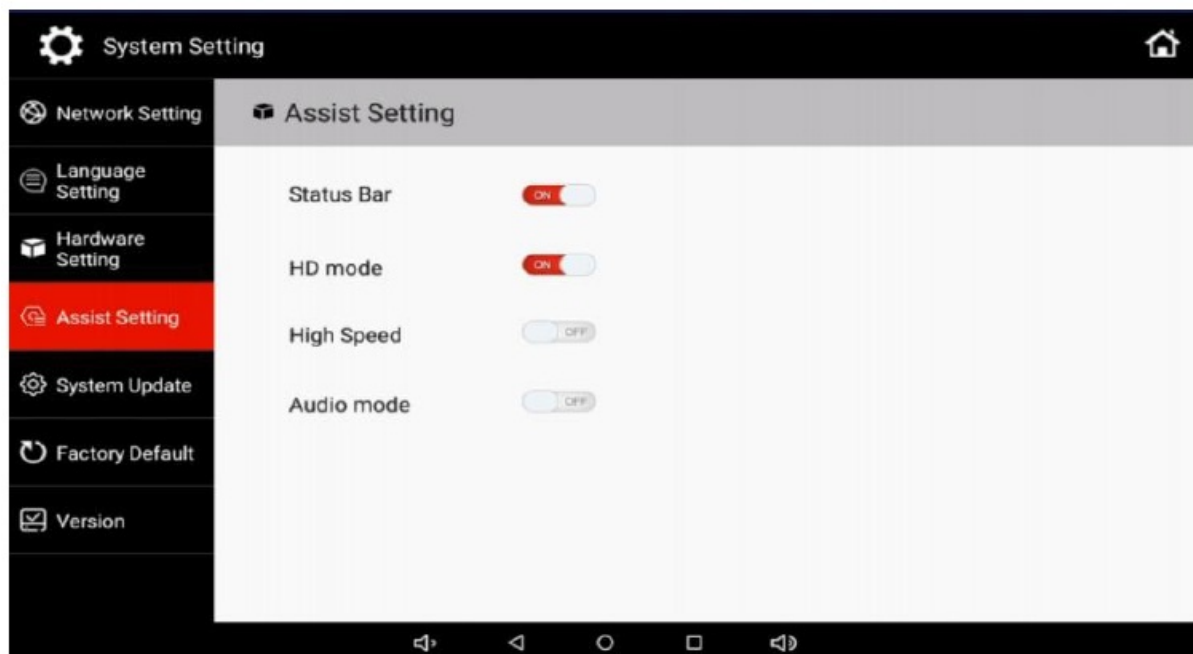 System Setting
Network Setting
Assist Setting
Language
Setting
Status Bar
ON
Hardware
Setting
HD mode
ON
Assist Setting
High Speed
OFF
System Update
Audio mode
OFF
Factory Default
Version